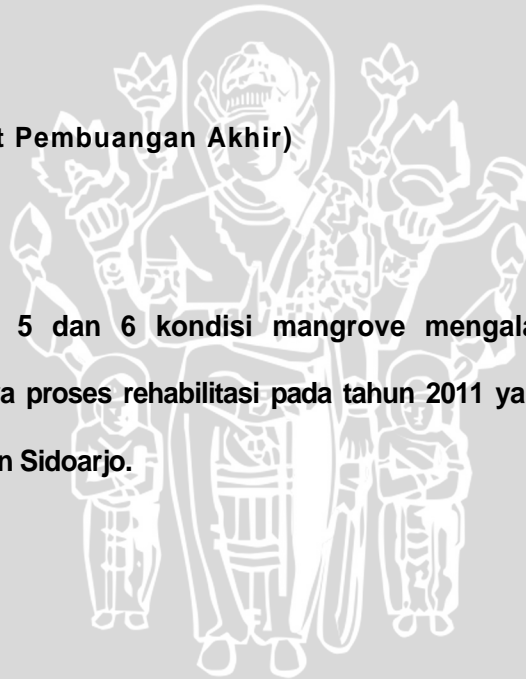 t Pembuangan Akhir)
5 dan 6 kondisi mangrove mengala
a proses rehabilitasi pada tahun 2011 ya
n Sidoarjo.